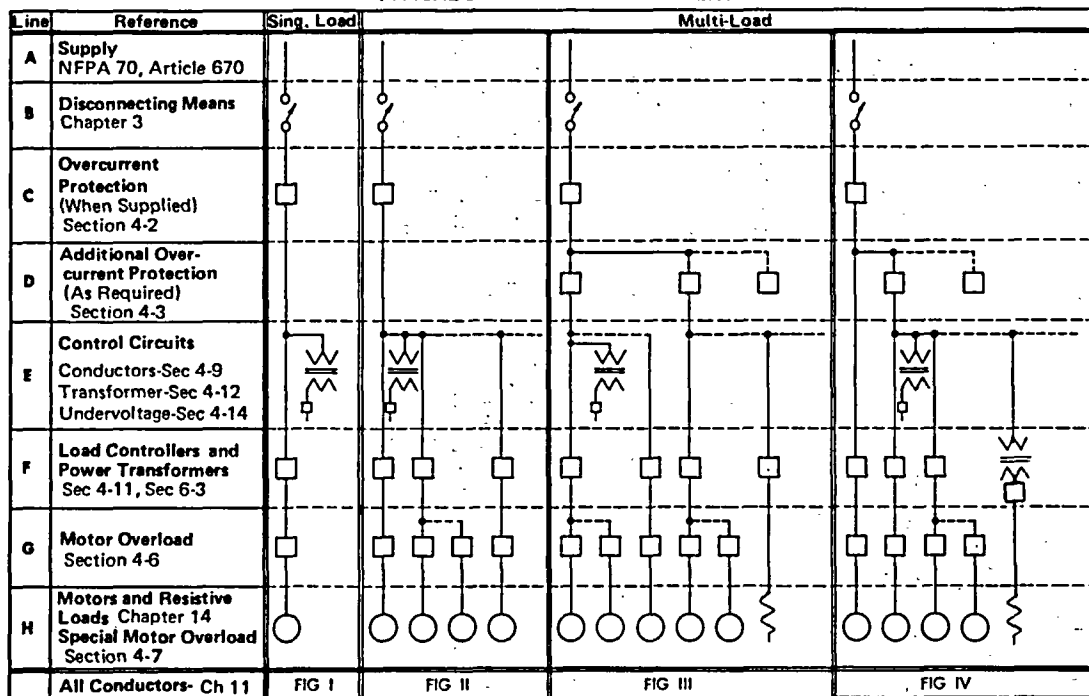 Line Reference Sing. Load Multi-Load
A Supply
NFPA 70, Article 670
B Disconnecting Means
Chapter 3
C Overcurrent
Protection
(When Supplied)
Section 4-2
D Additional Over-
current Protection
(As Required)
Section 4-3
E Control Circuits
Conductors-Sec 4-9
Transformer-Sec 4-12
Undervoltage-Sec 4-14
F Load Controllers and
Power Transformers
Sec 4-11, Sec 6-3
G Motor Overload
Section 4-6
H Motors and Resistive
Loads Chapter 14
Special Motor Overload
Section 4-7
All Conductors- Ch 11 FIG I FIG II FIG III FIG IV